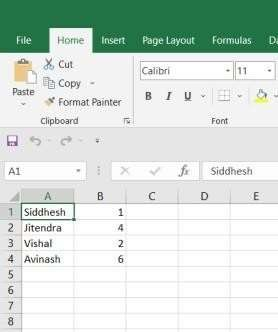 File Home Insert Page Layout Formulas
Cut
Calibri 11
Copy
Paste
Format Painter
B I U
Clipboard Font
A1 fx Siddhesh
A B C D E
1 Siddhesh 1
2 Jitendra 4
3 Vishal 2
4 Avinash 6
5
6
7
8